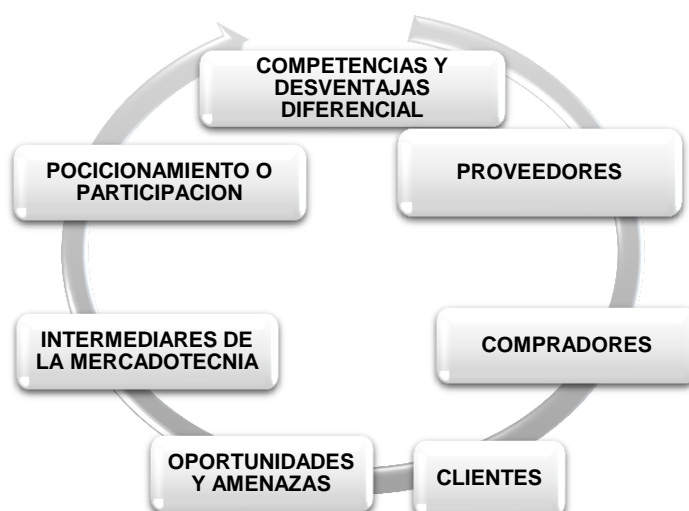 COMPETENCIAS Y
DESVENTAJAS
DIFERENCIAL
PROVEEDORES
COMPRADORES
CLIENTES
OPORTUNIDADES
Y AMENAZAS
INTERMEDIARES DE
LA MERCADOTECNIA
POCICIONAMIENTO O
PARTICIPACION